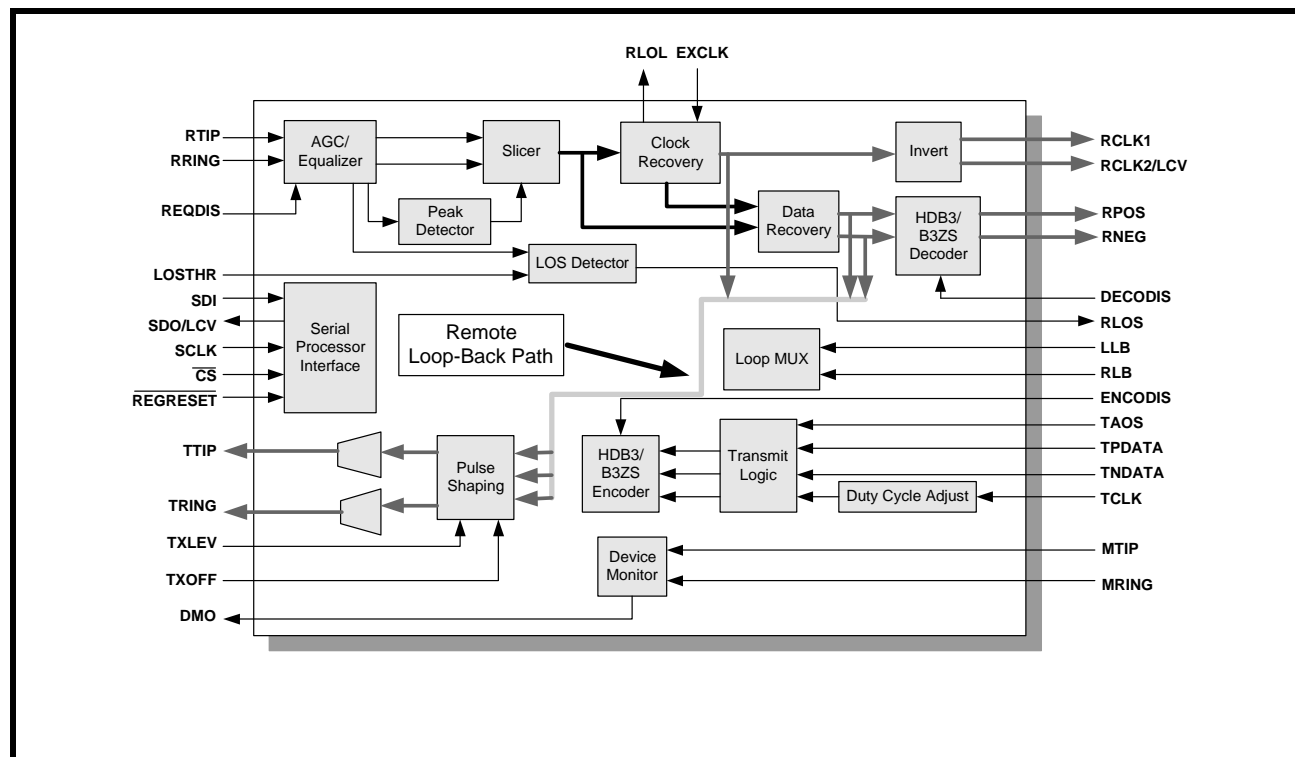 RLOL EXCLK
RTIP
RRING
REQDIS
LOSTHR
SDI
SDO/LCV
SCLK
CS
REGRESET
TTIP
TRING
TXLEV
TXOFF
DMO
AGC/
Equalizer
Slicer
Peak
Detector
LOS Detector
Clock
Recovery
Data
Recovery
Invert
HDB3/
B3ZS
Decoder
Serial
Processor
Interface
Remote
Loop-Back Path
Loop MUX
Pulse
Shaping
HDB3/
B3ZS
Encoder
Transmit
Logic
Duty Cycle Adjust
Device
Monitor
RCLK1
RCLK2/LCV
RPOS
RNEG
DECODIS
RLOS
LLB
RLB
ENCODIS
TAOS
TPDATA
TNDATA
TCLK
MTIP
MRING